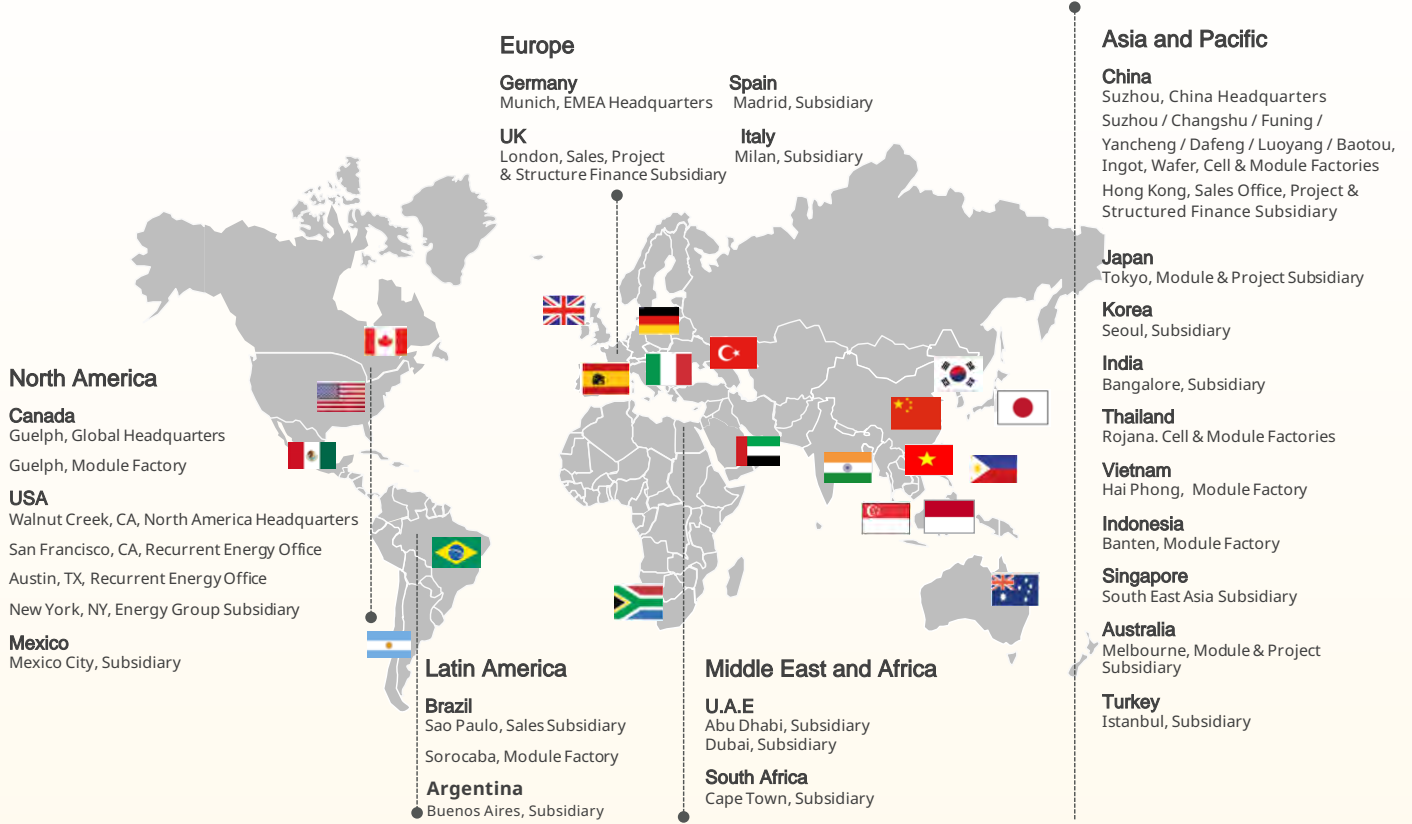 Europe
Germany
Munich, EMEA Headquarters
Spain
Madrid, Subsidiary
UK
London, Sales, Project
& Structure Finance Subsidiary
Italy
Milan, Subsidiary
Asia and Pacific
China
Suzhou, China Headquarters
Suzhou / Changshu / Funing /
Yancheng / Dafeng / Luoyang / Baotou,
Ingot, Wafer, Cell & Module Factories
Hong Kong, Sales Office, Project &
Structured Finance Subsidiary
Japan
Tokyo, Module & Project Subsidiary
Korea
Seoul, Subsidiary
India
Bangalore, Subsidiary
Thailand
Rojana. Cell & Module Factories
Vietnam
Hai Phong, Module Factory
Indonesia
Banten, Module Factory
Singapore
South East Asia Subsidiary
Australia
Melbourne, Module & Project
Subsidiary
Turkey
Istanbul, Subsidiary
North America
Canada
Guelph, Global Headquarters
Guelph, Module Factory
USA
Walnut Creek, CA, North America Headquarters
San Francisco, CA, Recurrent Energy Office
Austin, TX, Recurrent Energy Office
New York, NY, Energy Group Subsidiary
Mexico
Mexico City, Subsidiary
Latin America
Brazil
Sao Paulo, Sales Subsidiary
Sorocaba, Module Factory
Argentina
Buenos Aires, Subsidiary
Middle East and Africa
U.A.E
Abu Dhabi, Subsidiary
Dubai, Subsidiary
South Africa
Cape Town, Subsidiary